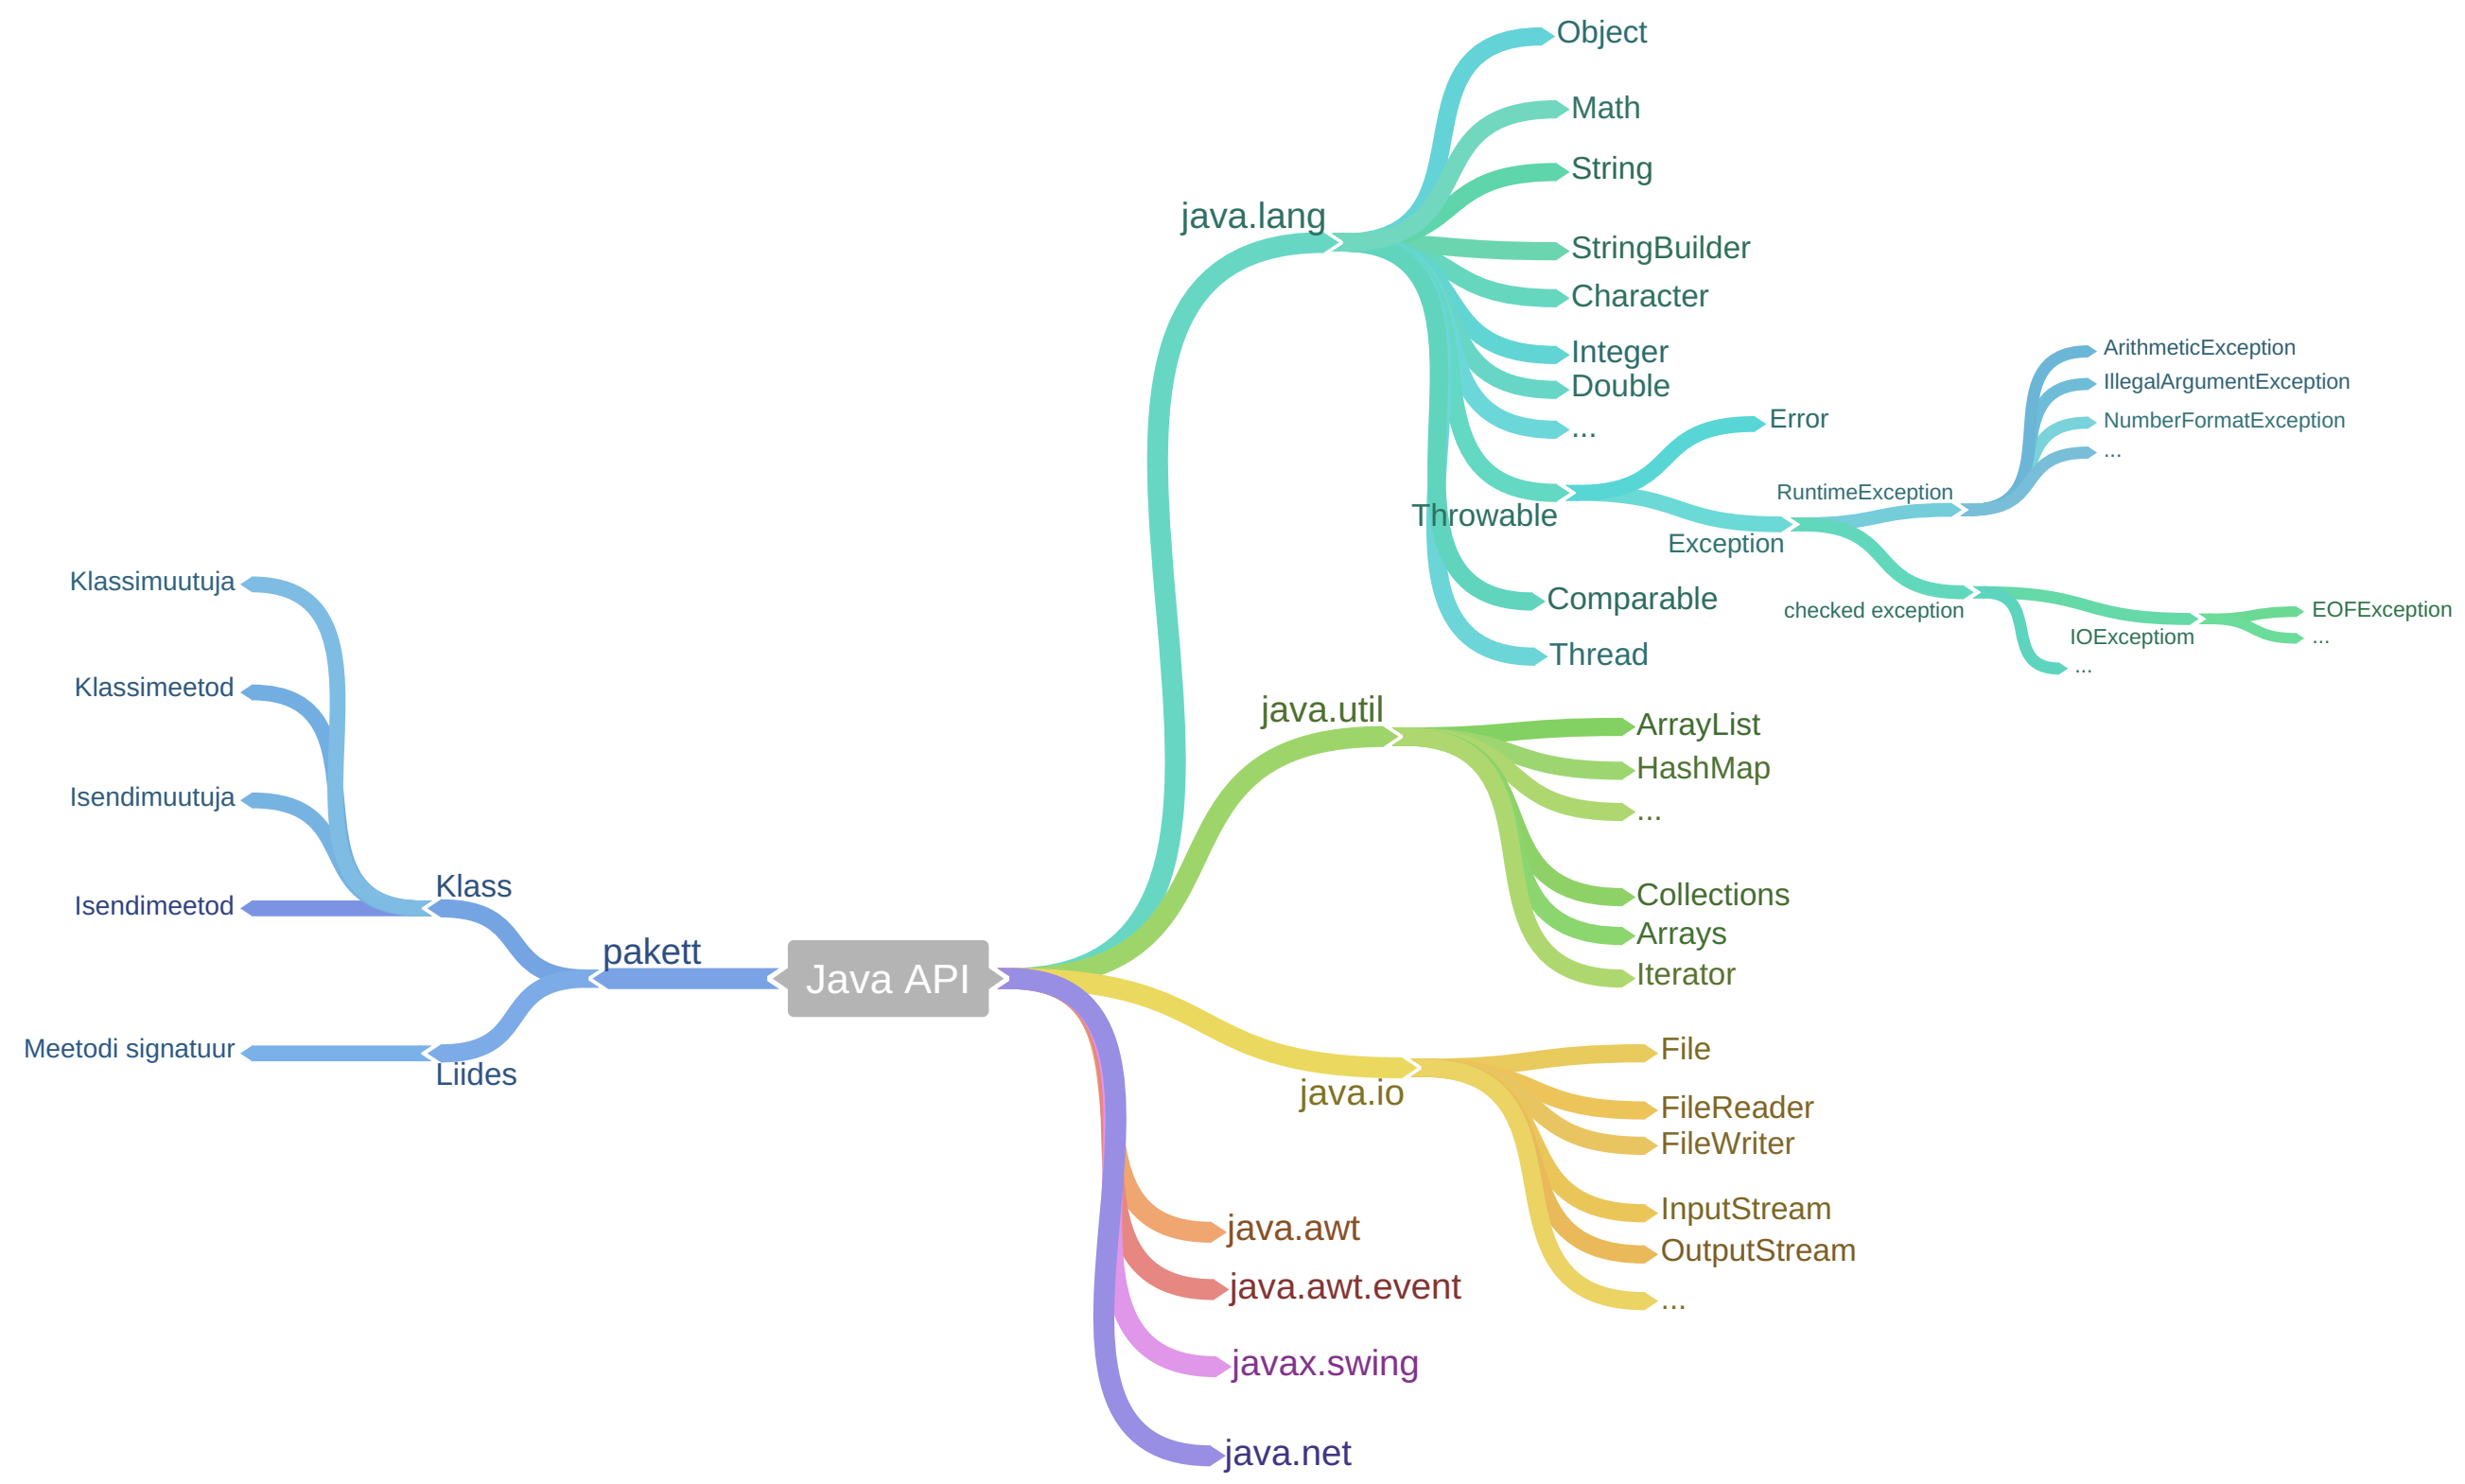 Java API
pakett
Klass
Klassimuutuja
Klassimeetod
Isendimuutuja
Isendimeetod
Liides
Meetodi signatuur
java.lang
Object
Math
String
StringBuilder
Character
Integer
Double
...
Throwable
Error
Exception
RuntimeException
ArithmeticException
IllegalArgumentException
NumberFormatException
...
checked exception
IOExceptiom
EOFException
...
...
Comparable
Thread
java.util
ArrayList
HashMap
...
Collections
Arrays
Iterator
java.io
File
FileReader
FileWriter
InputStream
OutputStream
...
java.awt
java.awt.event
javax.swing
java.net